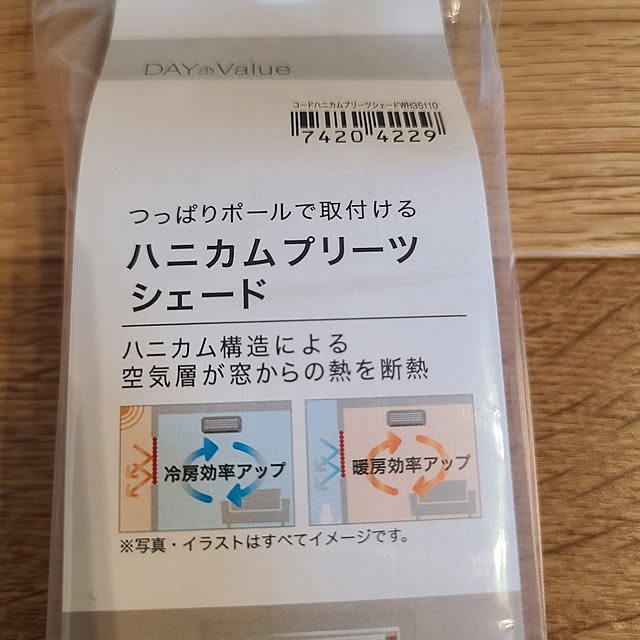 DAY Value
コードハニカムプリーツシェードWH35110
7420 4229
つっぱりポールで取付ける
ハニカムプリーツ
シェード
ハニカム構造による
空気層が窓からの熱を断熱
冷房効率アップ
暖房効率アップ
※写真・イラストはすべてイメージです。